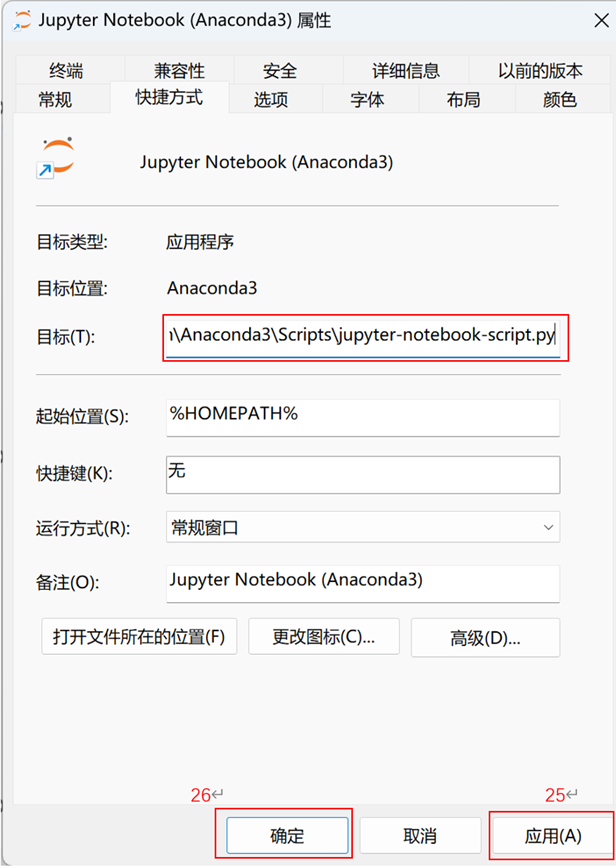 Jupyter Notebook (Anaconda3) 属性
终端 兼容性 安全 详细信息 以前的版本
常规 快捷方式 选项 字体 布局 颜色
Jupyter Notebook (Anaconda3)
目标类型: 应用程序
目标位置: Anaconda3
目标(T): \Anaconda3\Scripts\jupyter-notebook-script.py
起始位置(S): %HOMEPATH%
快捷键(K): 无
运行方式(R): 常规窗口
备注(O): Jupyter Notebook (Anaconda3)
打开文件所在的位置(F) 更改图标(C)... 高级(D)...
26↵ 25↵
确定 取消 应用(A)